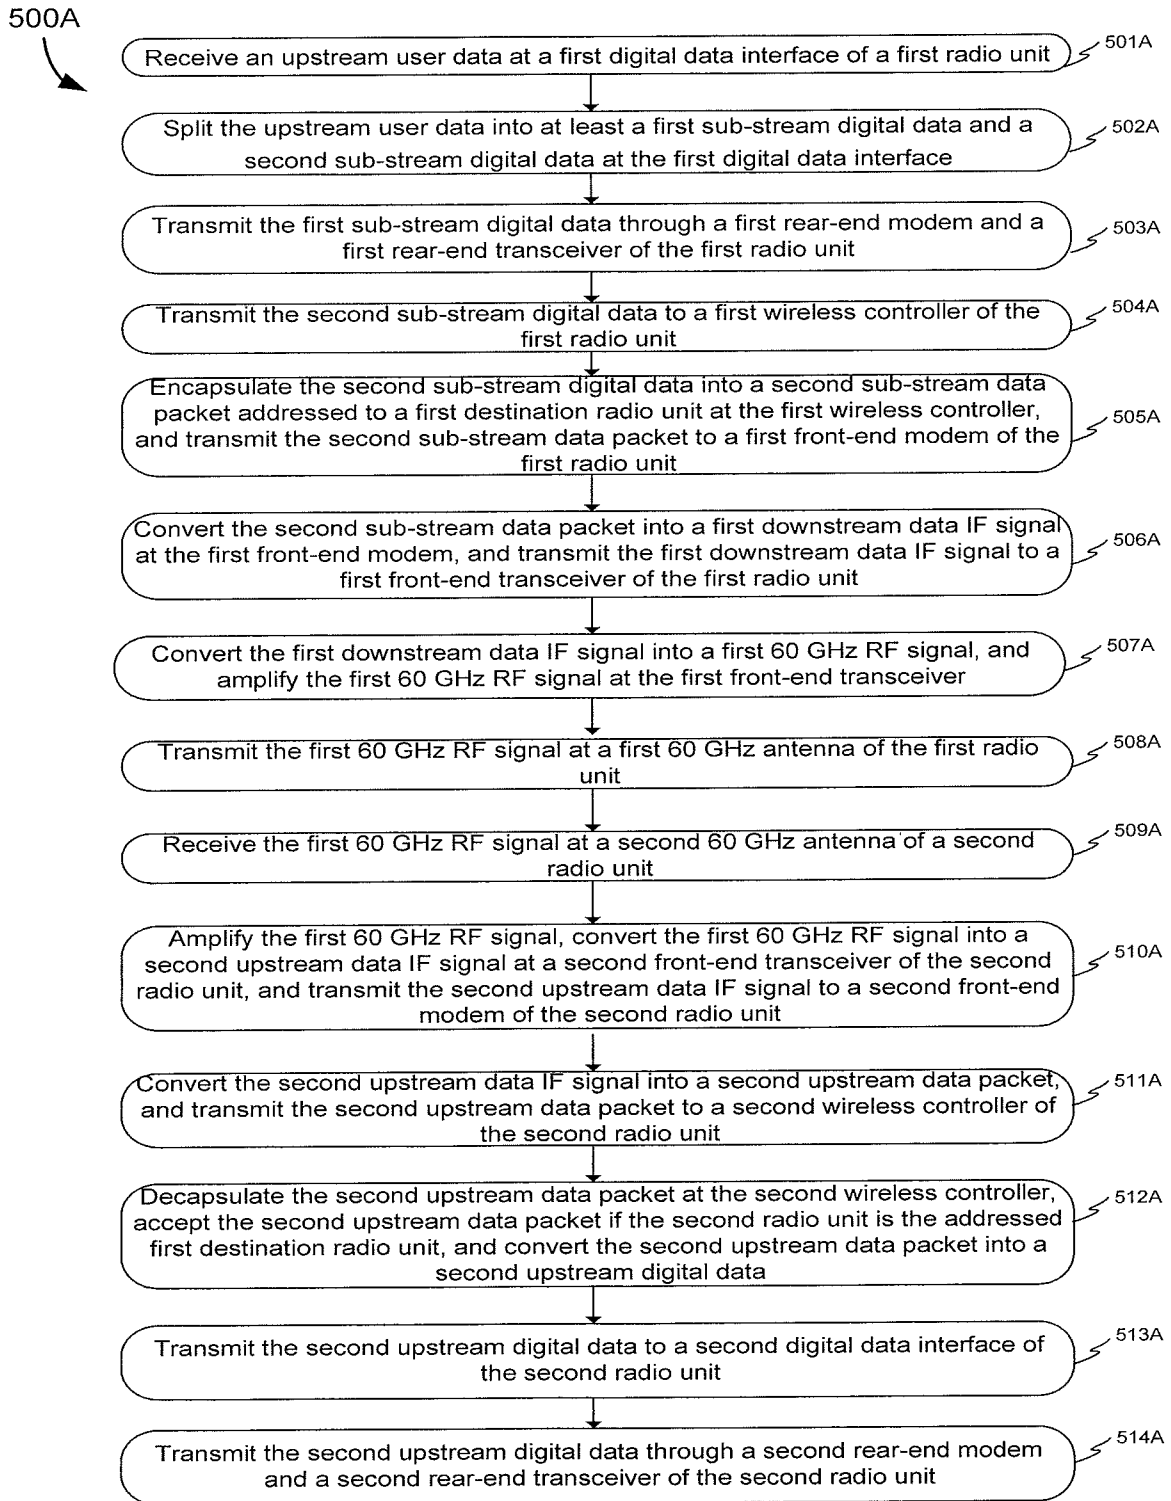 500A
Receive an upstream user data at a first digital data interface of a first radio unit
501A
Split the upstream user data into at least a first sub-stream digital data and a
second sub-stream digital data at the first digital data interface
502A
Transmit the first sub-stream digital data through a first rear-end modem and a
first rear-end transceiver of the first radio unit
503A
Transmit the second sub-stream digital data to a first wireless controller of the
first radio unit
504A
Encapsulate the second sub-stream digital data into a second sub-stream data
packet addressed to a first destination radio unit at the first wireless controller,
and transmit the second sub-stream data packet to a first front-end modem of the
first radio unit
505A
Convert the second sub-stream data packet into a first downstream data IF signal
at the first front-end modem, and transmit the first downstream data IF signal to a
first front-end transceiver of the first radio unit
506A
Convert the first downstream data IF signal into a first 60 GHz RF signal, and
amplify the first 60 GHz RF signal at the first front-end transceiver
507A
Transmit the first 60 GHz RF signal at a first 60 GHz antenna of the first radio
unit
508A
Receive the first 60 GHz RF signal at a second 60 GHz antenna of a second
radio unit
509A
Amplify the first 60 GHz RF signal, convert the first 60 GHz RF signal into a
second upstream data IF signal at a second front-end transceiver of the second
radio unit, and transmit the second upstream data IF signal to a second front-end
modem of the second radio unit
510A
Convert the second upstream data IF signal into a second upstream data packet,
and transmit the second upstream data packet to a second wireless controller of
the second radio unit
511A
Decapsulate the second upstream data packet at the second wireless controller,
accept the second upstream data packet if the second radio unit is the addressed
first destination radio unit, and convert the second upstream data packet into a
second upstream digital data
512A
Transmit the second upstream digital data to a second digital data interface of
the second radio unit
513A
Transmit the second upstream digital data through a second rear-end modem
and a second rear-end transceiver of the second radio unit
514A